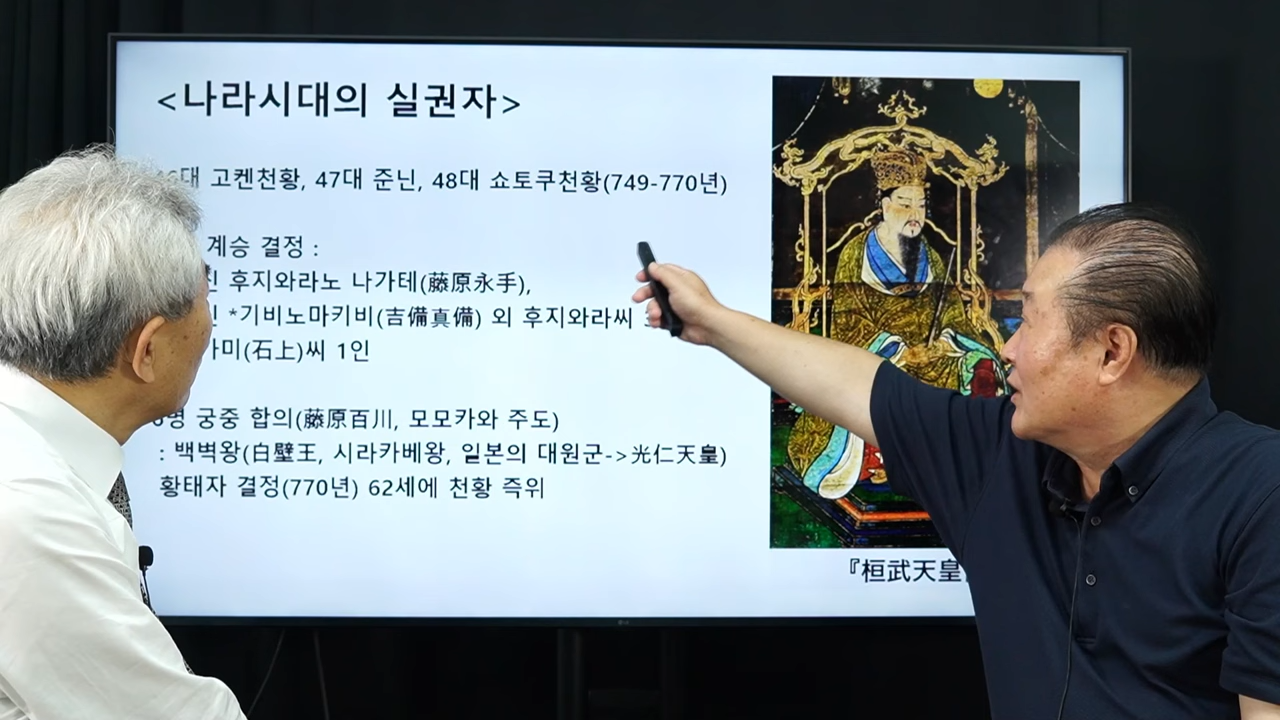 <나라시대의 실권자>
대 고켄천황, 47대 준닌, 48대 쇼토쿠천황(749-770년)
계승 결정 :
후지와라노 나가테(藤原永手),
*기비노마키비(吉備真備) 외 후지와라씨
가미(石上)씨 1인
명 궁중 합의(藤原百川, 모모카와 주도)
: 백벽왕(白壁王, 시라카베왕, 일본의 대원군->光仁天皇)
황태자 결정(770년) 62세에 천황 즉위
『桓武天皇
LG